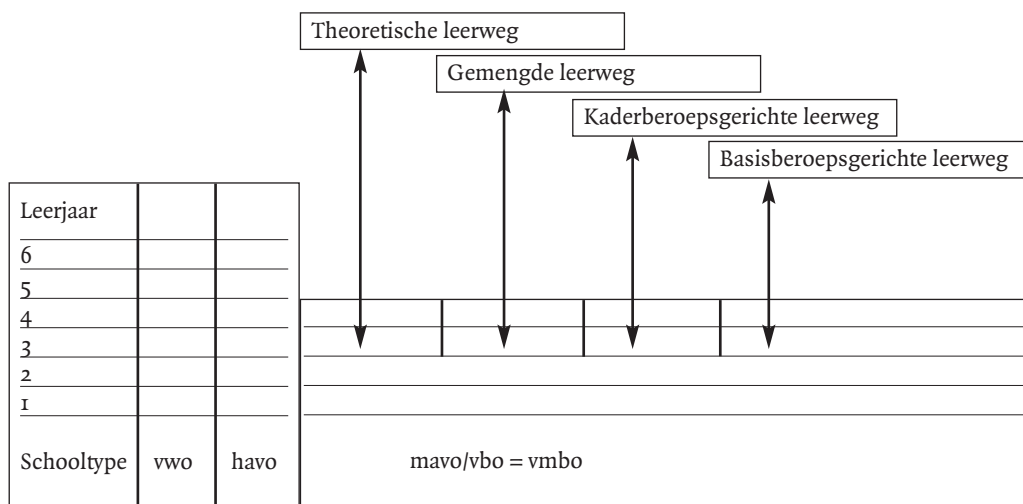 Theoretische leerweg
Gemengde leerweg
Kaderberoepsgerichte leerweg
Basisberoepsgerichte leerweg
Leerjaar
6
5
4
3
2
1
Schooltype vwo havo mavo/vbo = vmbo